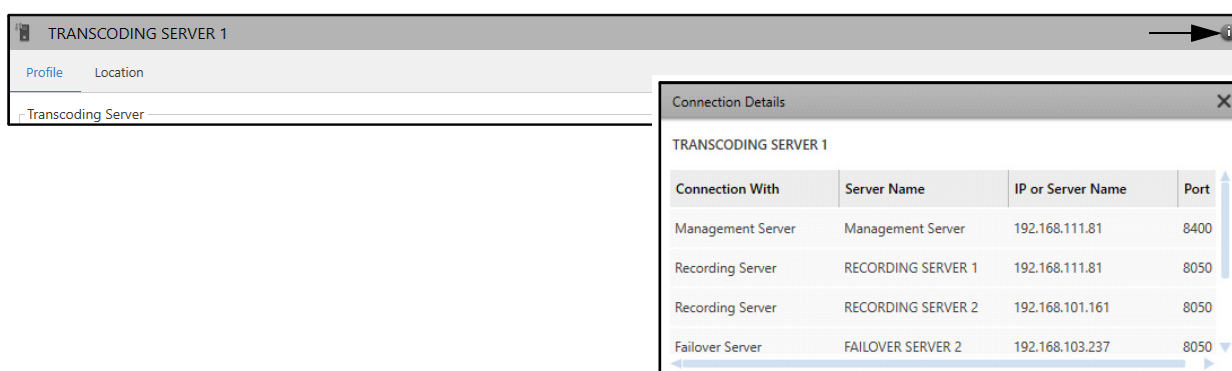 TRANSCODING SERVER 1
i
Profile Location
Transcoding Server
Connection Details
TRANSCODING SERVER 1
Connection With Server Name IP or Server Name Port
Management Server Management Server 192.168.111.81 8400
Recording Server RECORDING SERVER 1 192.168.111.81 8050
Recording Server RECORDING SERVER 2 192.168.101.161 8050
Failover Server FAILOVER SERVER 2 192.168.103.237 8050